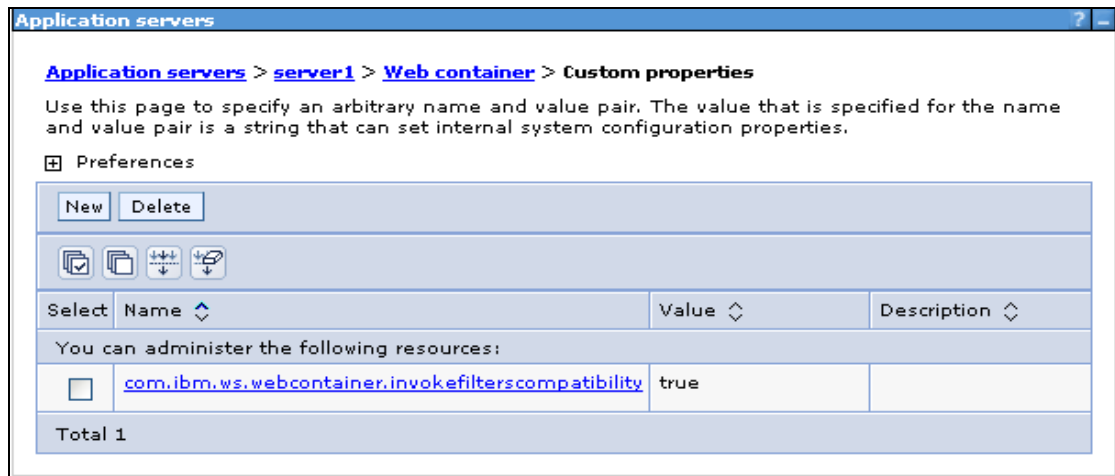 Application servers ? –
Application servers > server1 > Web container > Custom properties
Use this page to specify an arbitrary name and value pair. The value that is specified for the name
and value pair is a string that can set internal system configuration properties.
+ Preferences
New Delete
Select Name Value Description
You can administer the following resources:
com.ibm.ws.webcontainer.invokefilterscompatibility true
Total 1